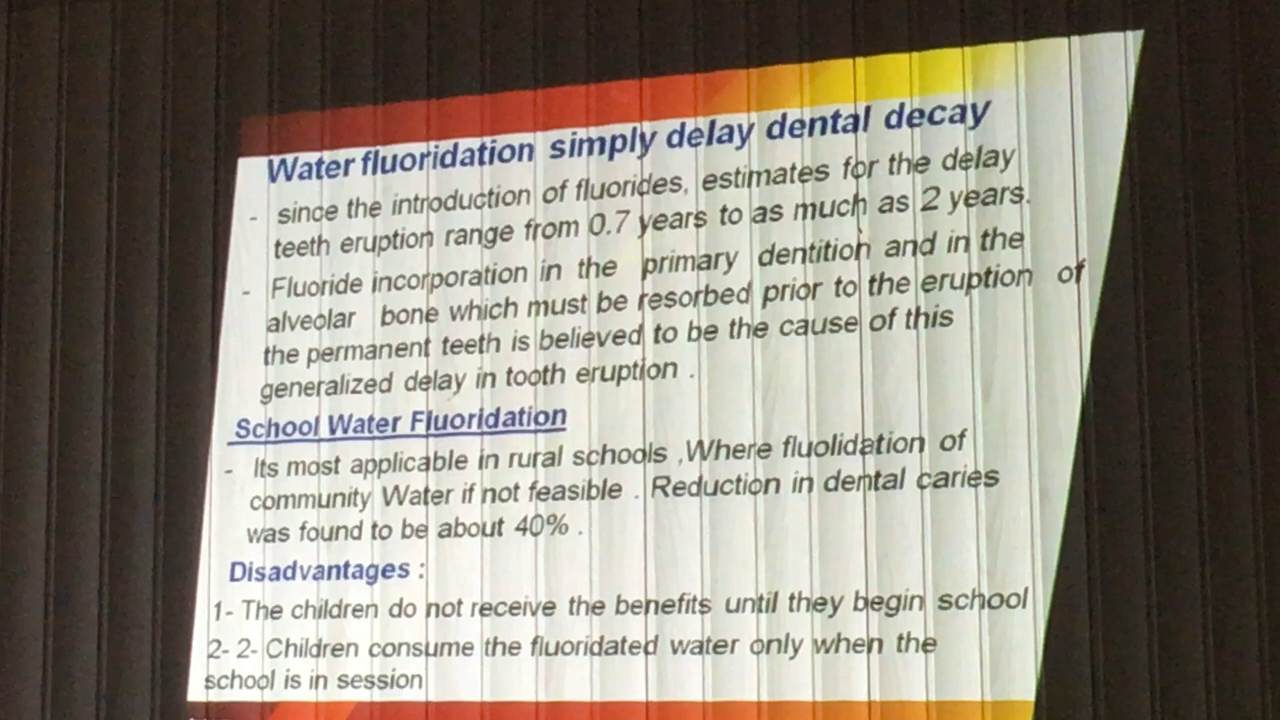 Water fluoridation simply delay dental decay
- since the introduction of fluorides, estimates for the delay
teeth eruption range from 0.7 years to as much as 2 years.
- Fluoride incorporation in the primary dentition and in the
alveolar bone which must be resorbed prior to the eruption of
the permanent teeth is believed to be the cause of this
generalized delay in tooth eruption .
School Water Fluoridation
- Its most applicable in rural schools ,Where fluolidation of
community Water if not feasible . Reduction in dental caries
was found to be about 40% .
Disadvantages :
1- The children do not receive the benefits until they begin school
2- 2- Children consume the fluoridated water only when the
school is in session